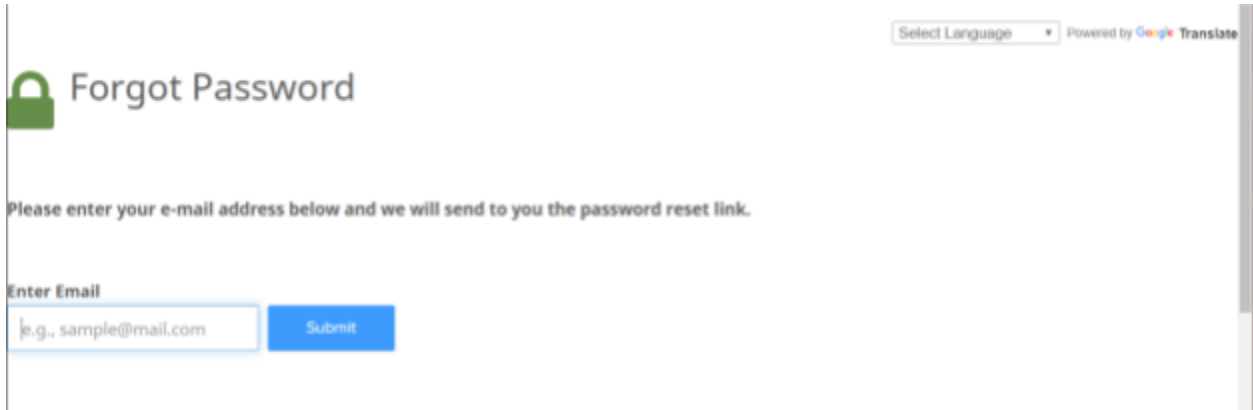 Select Language
Powered by Google Translate
Forgot Password
Please enter your e-mail address below and we will send to you the password reset link.
Enter Email
e.g., sample@mail.com
Submit